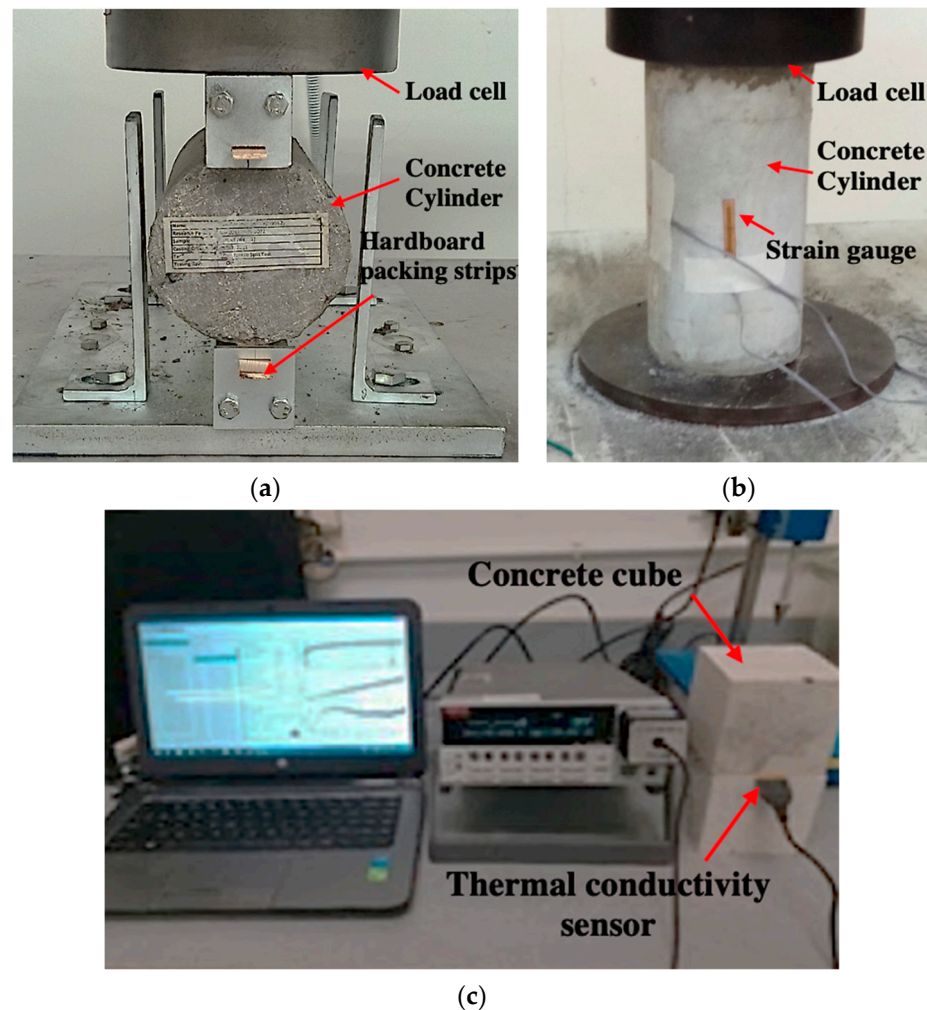 Load cell
Concrete
Cylinder
Hardboard
packing strips
(a)
Load cell
Concrete
Cylinder
Strain gauge
(b)
Concrete cube
Thermal conductivity
sensor
(c)